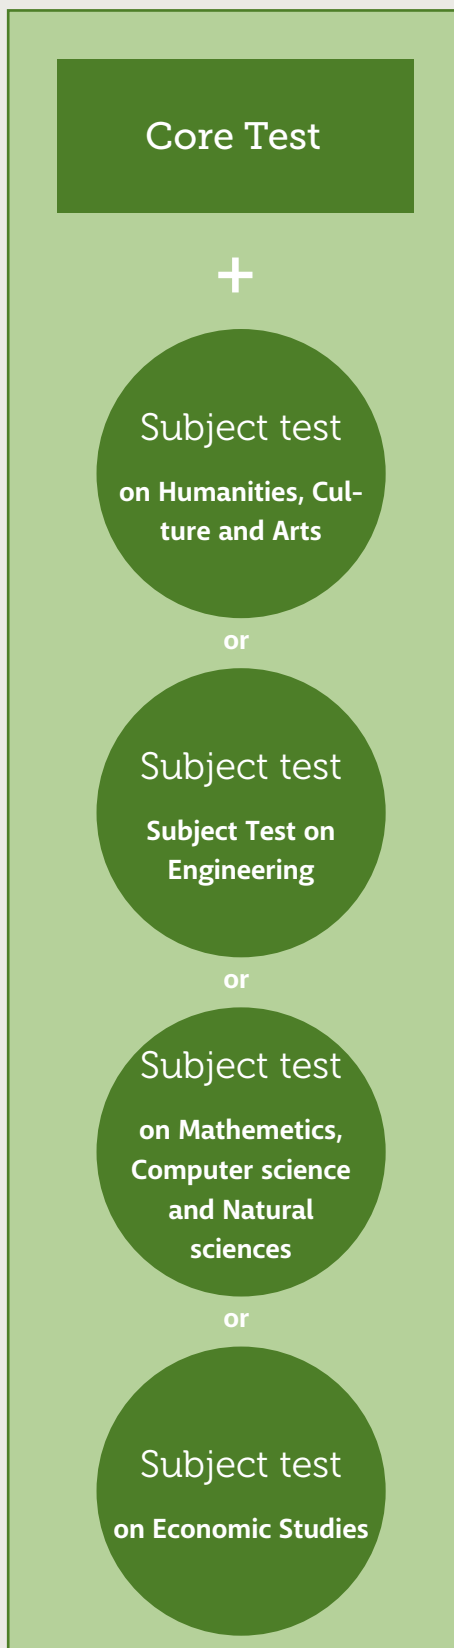 Core Test
+
Subject test
on Humanities, Cul-
ture and Arts
or
Subject test
Subject Test on
Engineering
or
Subject test
on Mathemetics,
Computer science
and Natural
sciences
or
Subject test
on Economic Studies